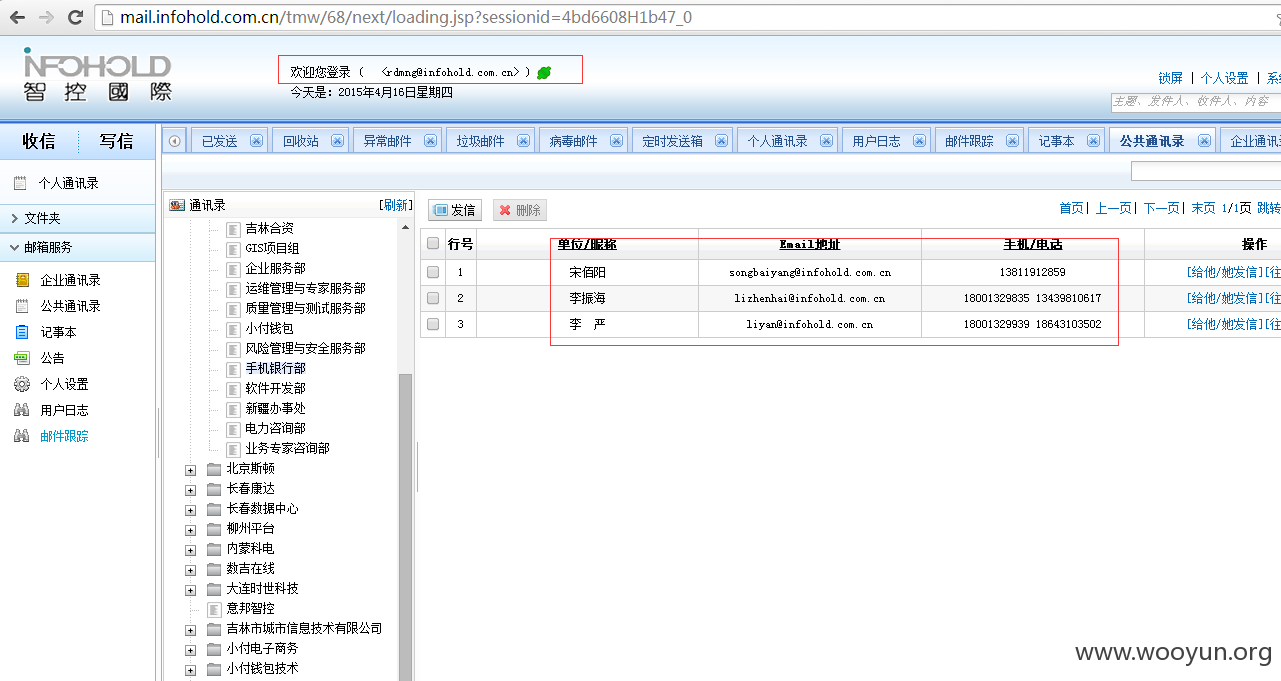 mail.infohold.com.cn/tmw/68/next/loading.jsp?sessionid=4bd6608H1b47_0
INFOHOLD
智控國際
欢迎您登录 ( <rdmng@infohold.com.cn> )
今天是：2015年4月16日星期四
锁屏 | 个人设置 | 系
主题、发件人、收件人、内容
收信 写信
已发送 回收站 异常邮件 垃圾邮件 病毒邮件 定时发送箱 个人通讯录 用户日志 邮件跟踪 记事本 公共通讯录 企业通讯
个人通讯录
文件夹
邮箱服务
企业通讯录
公共通讯录
记事本
公告
个人设置
用户日志
邮件跟踪
通讯录 [刷新]
吉林合资
GIS项目组
企业服务部
运维管理与专家服务部
质量管理与测试服务部
小付钱包
风险管理与安全服务部
手机银行部
软件开发部
新疆办事处
电力咨询部
业务专家咨询部
北京斯顿
长春康达
长春数据中心
柳州平台
内蒙科电
数吉在线
大连时世科技
意邦智控
吉林市城市信息技术有限公司
小付电子商务
小付钱包技术
发信 删除
首页| 上一页| 下一页| 末页 1/1页 跳转
行号 单位/昵称 Email地址 手机/电话 操作
1 宋佰阳 songbaiyang@infohold.com.cn 13811912859 [给他/她发信][往
2 李振海 lizhenhai@infohold.com.cn 18001329835 13439810617 [给他/她发信][往
3 李 严 liyan@infohold.com.cn 18001329939 18643103502 [给他/她发信][往
www.wooyun.org